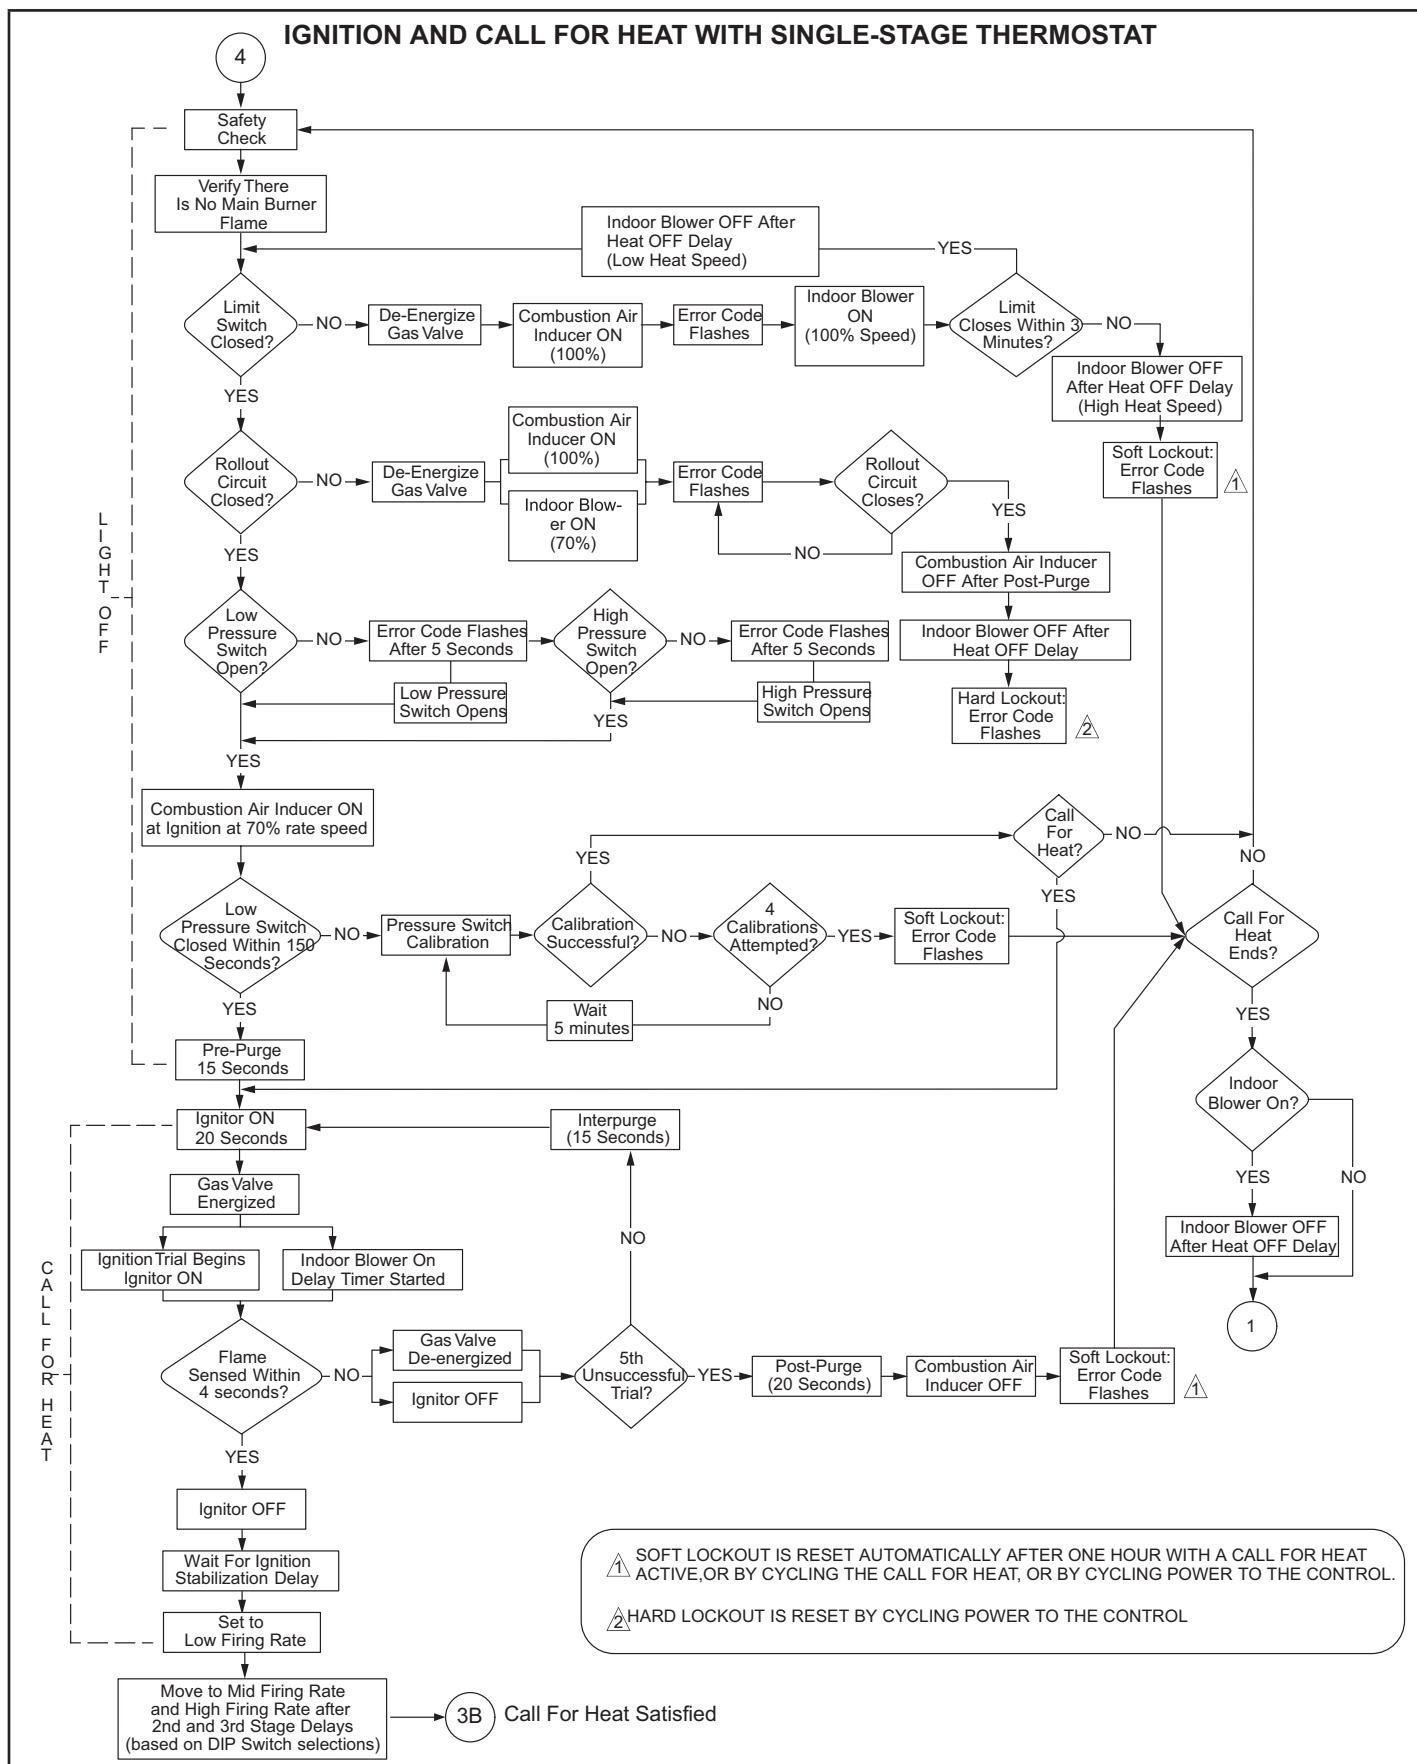 IGNITION AND CALL FOR HEAT WITH SINGLE-STAGE THERMOSTAT
4
Safety
Check
Verify There
Is No Main Burner
Flame
Indoor Blower OFF After
Heat OFF Delay
(Low Heat Speed)
YES
Limit
Switch
Closed?
NO
De-Energize
Gas Valve
Combustion Air
Inducer ON
(100%)
Error Code
Flashes
Indoor Blower
ON
(100% Speed)
Limit
Closes Within 3
Minutes?
NO
Indoor Blower OFF
After Heat OFF Delay
(High Heat Speed)
Soft Lockout:
Error Code
Flashes
1
YES
Rollout
Circuit
Closed?
NO
De-Energize
Gas Valve
Combustion Air
Inducer ON
(100%)
Indoor Blow-
er ON
(70%)
Error Code
Flashes
Rollout
Circuit
Closes?
NO
YES
Combustion Air Inducer
OFF After Post-Purge
Indoor Blower OFF After
Heat OFF Delay
Hard Lockout:
Error Code
Flashes
2
LIGHT OFF
YES
Low
Pressure
Switch
Open?
NO
Error Code Flashes
After 5 Seconds
Low Pressure
Switch Opens
High
Pressure
Switch
Open?
NO
Error Code Flashes
After 5 Seconds
High Pressure
Switch Opens
YES
YES
Combustion Air Inducer ON
at Ignition at 70% rate speed
Low
Pressure Switch
Closed Within 150
Seconds?
NO
Pressure Switch
Calibration
Calibration
Successful?
YES
Call
For
Heat?
NO
YES
NO
4
Calibrations
Attempted?
YES
Soft Lockout:
Error Code
Flashes
NO
Wait
5 minutes
NO
Call For
Heat
Ends?
YES
Indoor
Blower On?
YES
NO
Indoor Blower OFF
After Heat OFF Delay
1
YES
Pre-Purge
15 Seconds
Ignitor ON
20 Seconds
Interpurge
(15 Seconds)
Gas Valve
Energized
Ignition Trial Begins
Ignitor ON
Indoor Blower On
Delay Timer Started
CALL FOR HEAT
Flame
Sensed Within
4 seconds?
NO
Gas Valve
De-energized
Ignitor OFF
5th
Unsuccessful
Trial?
NO
YES
Post-Purge
(20 Seconds)
Combustion Air
Inducer OFF
Soft Lockout:
Error Code
Flashes
1
YES
Ignitor OFF
Wait For Ignition
Stabilization Delay
Set to
Low Firing Rate
Move to Mid Firing Rate
and High Firing Rate after
2nd and 3rd Stage Delays
(based on DIP Switch selections)
3B
Call For Heat Satisfied
1 SOFT LOCKOUT IS RESET AUTOMATICALLY AFTER ONE HOUR WITH A CALL FOR HEAT
ACTIVE,OR BY CYCLING THE CALL FOR HEAT, OR BY CYCLING POWER TO THE CONTROL.
2 HARD LOCKOUT IS RESET BY CYCLING POWER TO THE CONTROL